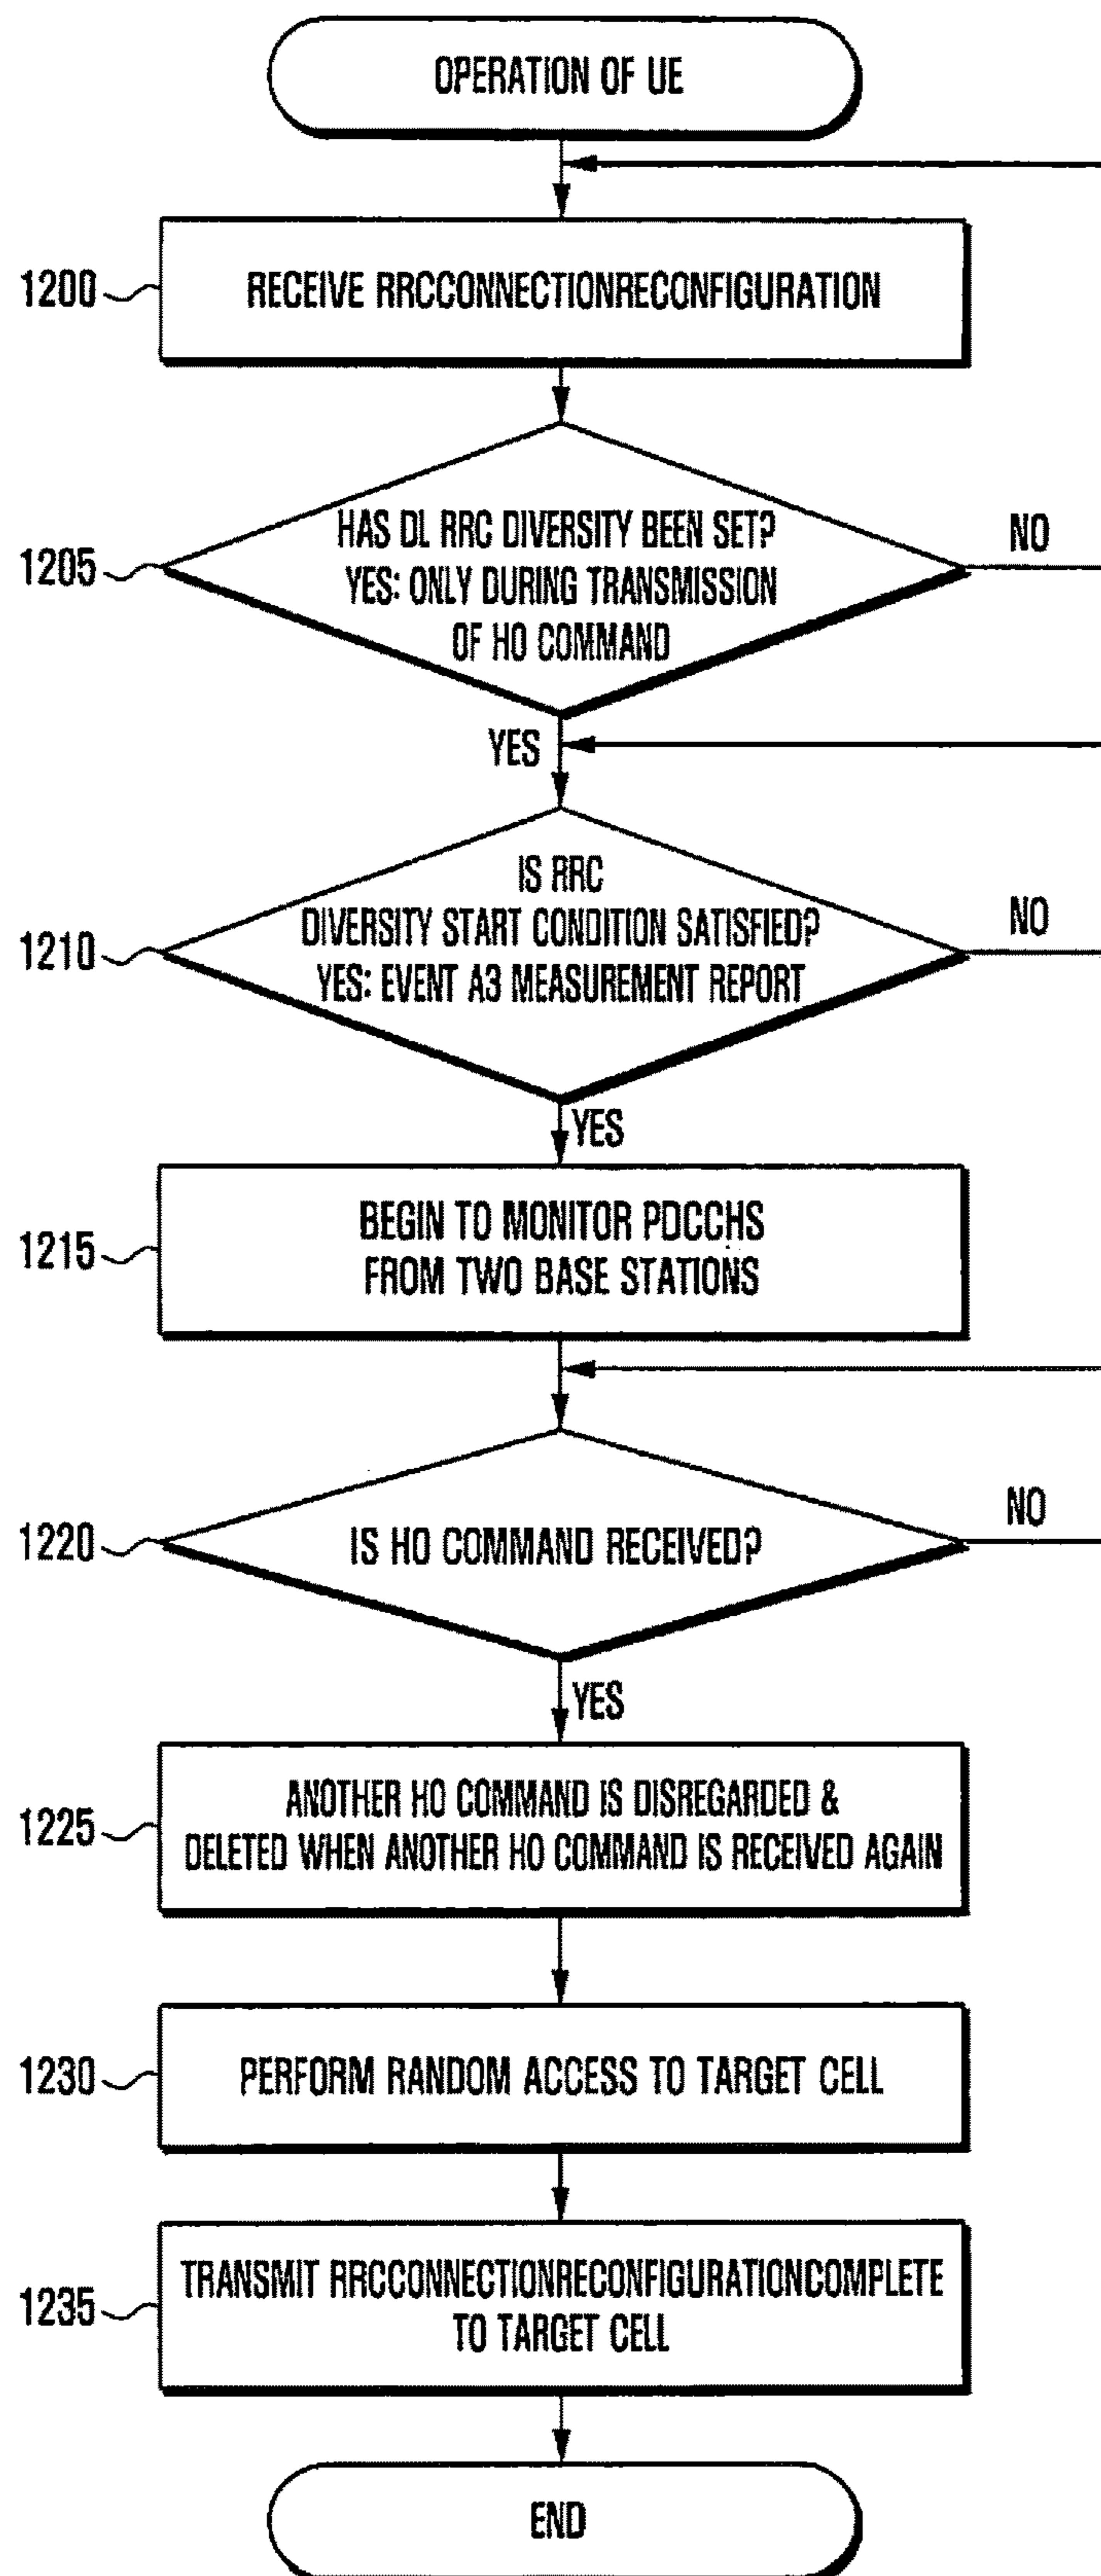 OPERATION OF UE
1200
RECEIVE RRCCONNECTIONRECONFIGURATION
1205
HAS DL RRC DIVERSITY BEEN SET?
YES: ONLY DURING TRANSMISSION
OF HO COMMAND
NO
YES
1210
IS RRC
DIVERSITY START CONDITION SATISFIED?
YES: EVENT A3 MEASUREMENT REPORT
NO
YES
1215
BEGIN TO MONITOR PDCCHS
FROM TWO BASE STATIONS
1220
IS HO COMMAND RECEIVED?
NO
YES
1225
ANOTHER HO COMMAND IS DISREGARDED &
DELETED WHEN ANOTHER HO COMMAND IS RECEIVED AGAIN
1230
PERFORM RANDOM ACCESS TO TARGET CELL
1235
TRANSMIT RRCCONNECTIONRECONFIGURATIONCOMPLETE
TO TARGET CELL
END